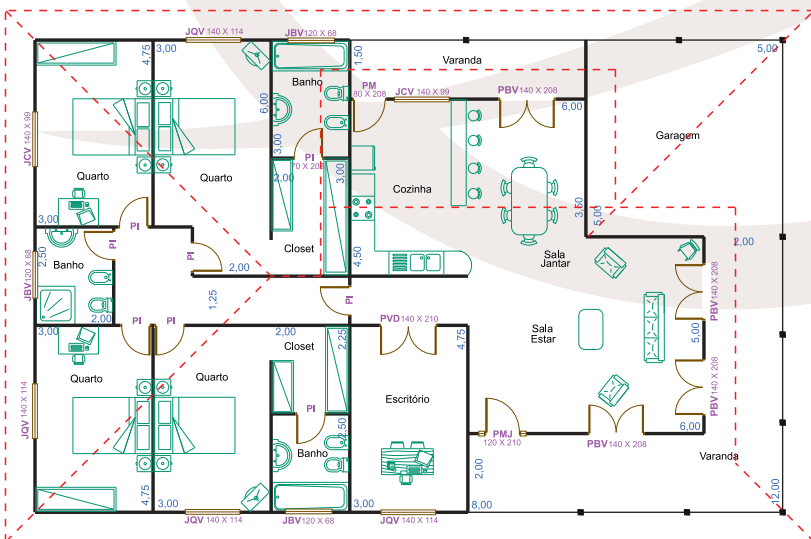 JQV 140 X 114
JBV 120 X 68
4,75
3,00
1,50
Varanda
5,00
Banho
PM
80 X 208
JCV 140 X 99
PBV 140 X 208
6,00
6,00
JCV 140 X 99
Garagem
3,00
PI
70 X 208
Quarto
Quarto
2,00
3,00
Cozinha
3,50
5,00
3,00
PI
2,00
Banho
2,50
PI
PI
2,00
Closet
4,50
Sala
Jantar
JBV 120 X 68
PBV 140 X 208
1,25
PI
2,00
3,00
PI
PI
2,00
PVD 140 X 210
Sala
Estar
5,00
Closet
2,25
4,75
Quarto
Quarto
Escritório
JQV 140 X 114
PBV 140 X 208
PI
2,50
6,00
PMJ
120 X 210
PBV 140 X 208
Banho
Varanda
2,00
4,75
3,00
3,00
8,00
12,00
JQV 140 X 114
JBV 120 X 68
JQV 140 X 114